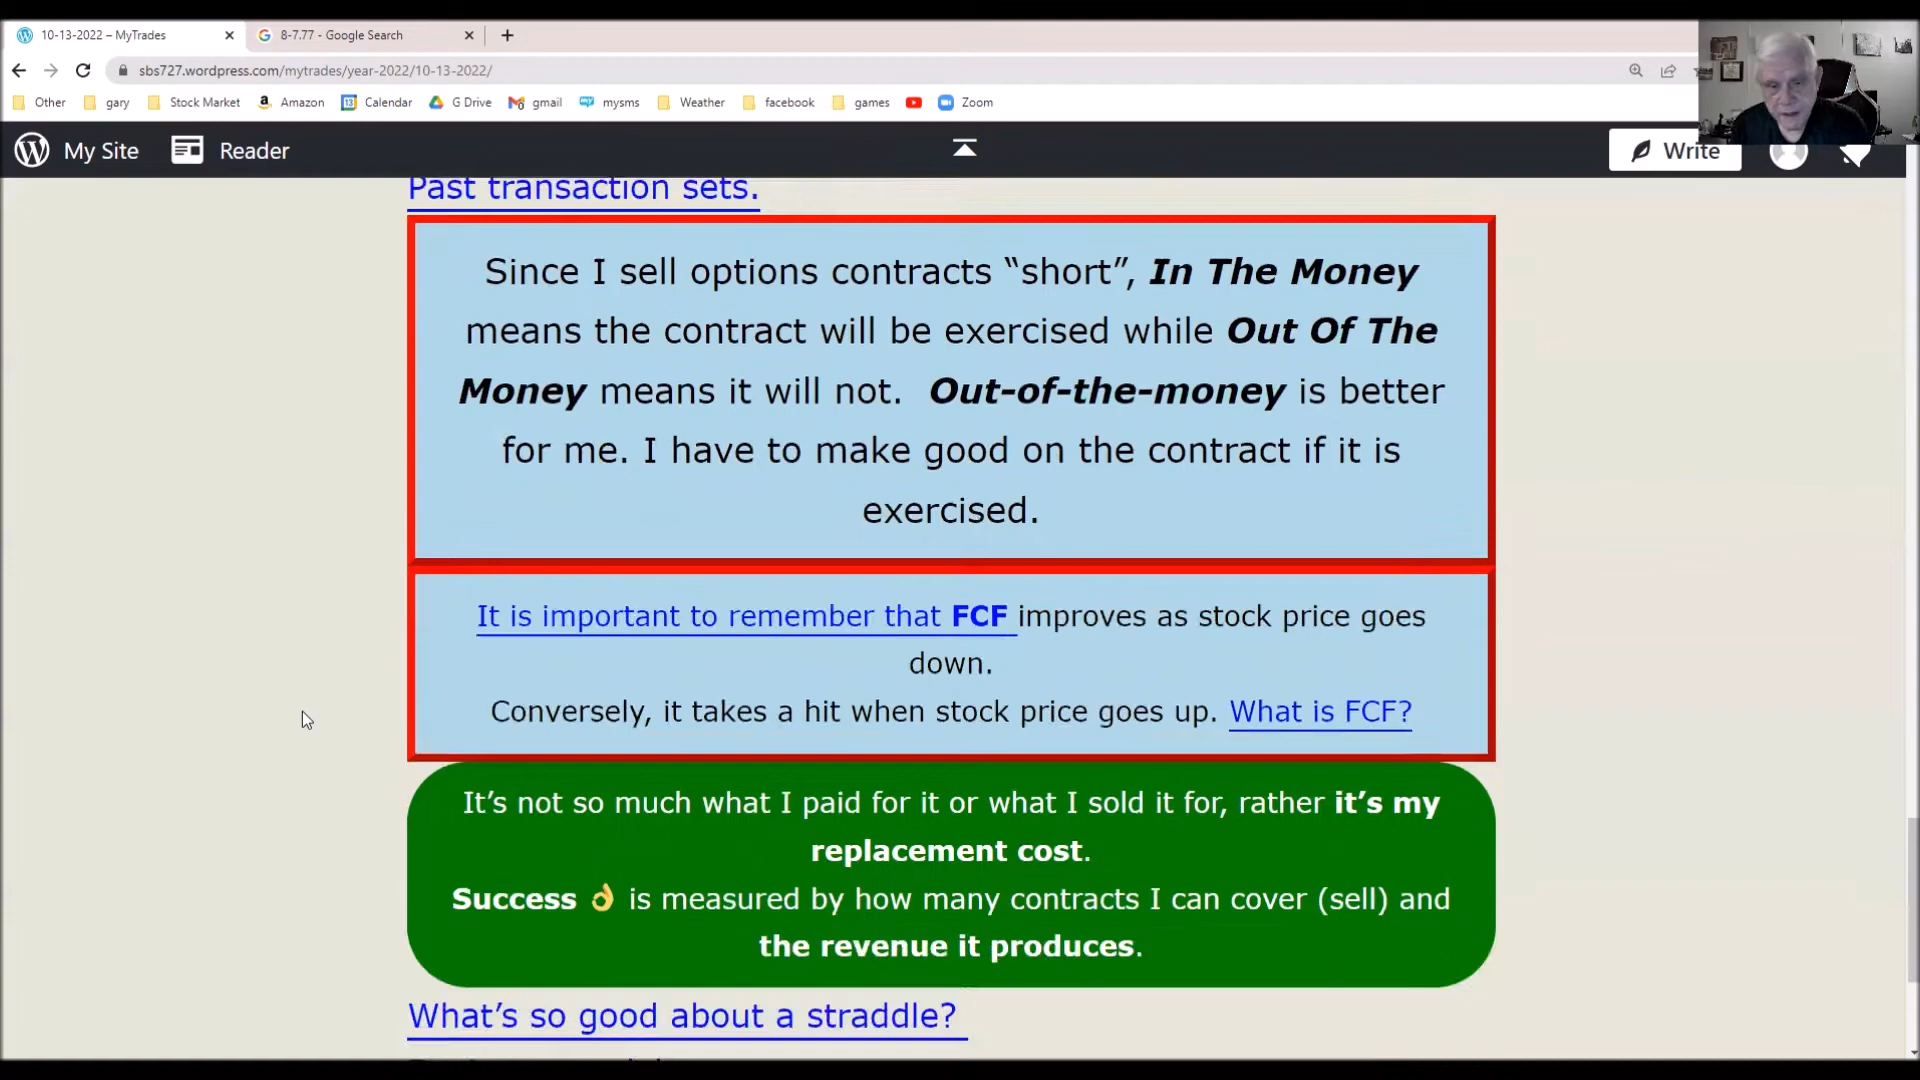 10-13-2022 – MyTrades
8-7.77 - Google Search
sbs727.wordpress.com/mytrades/year-2022/10-13-2022/
Other gary Stock Market Amazon Calendar G Drive gmail mysms Weather facebook games Zoom
My Site Reader Write
Past transaction sets.
Since I sell options contracts “short”, In The Money
means the contract will be exercised while Out Of The
Money means it will not. Out-of-the-money is better
for me. I have to make good on the contract if it is
exercised.
It is important to remember that FCF improves as stock price goes
down.
Conversely, it takes a hit when stock price goes up. What is FCF?
It’s not so much what I paid for it or what I sold it for, rather it’s my
replacement cost.
Success 👌 is measured by how many contracts I can cover (sell) and
the revenue it produces.
What’s so good about a straddle?